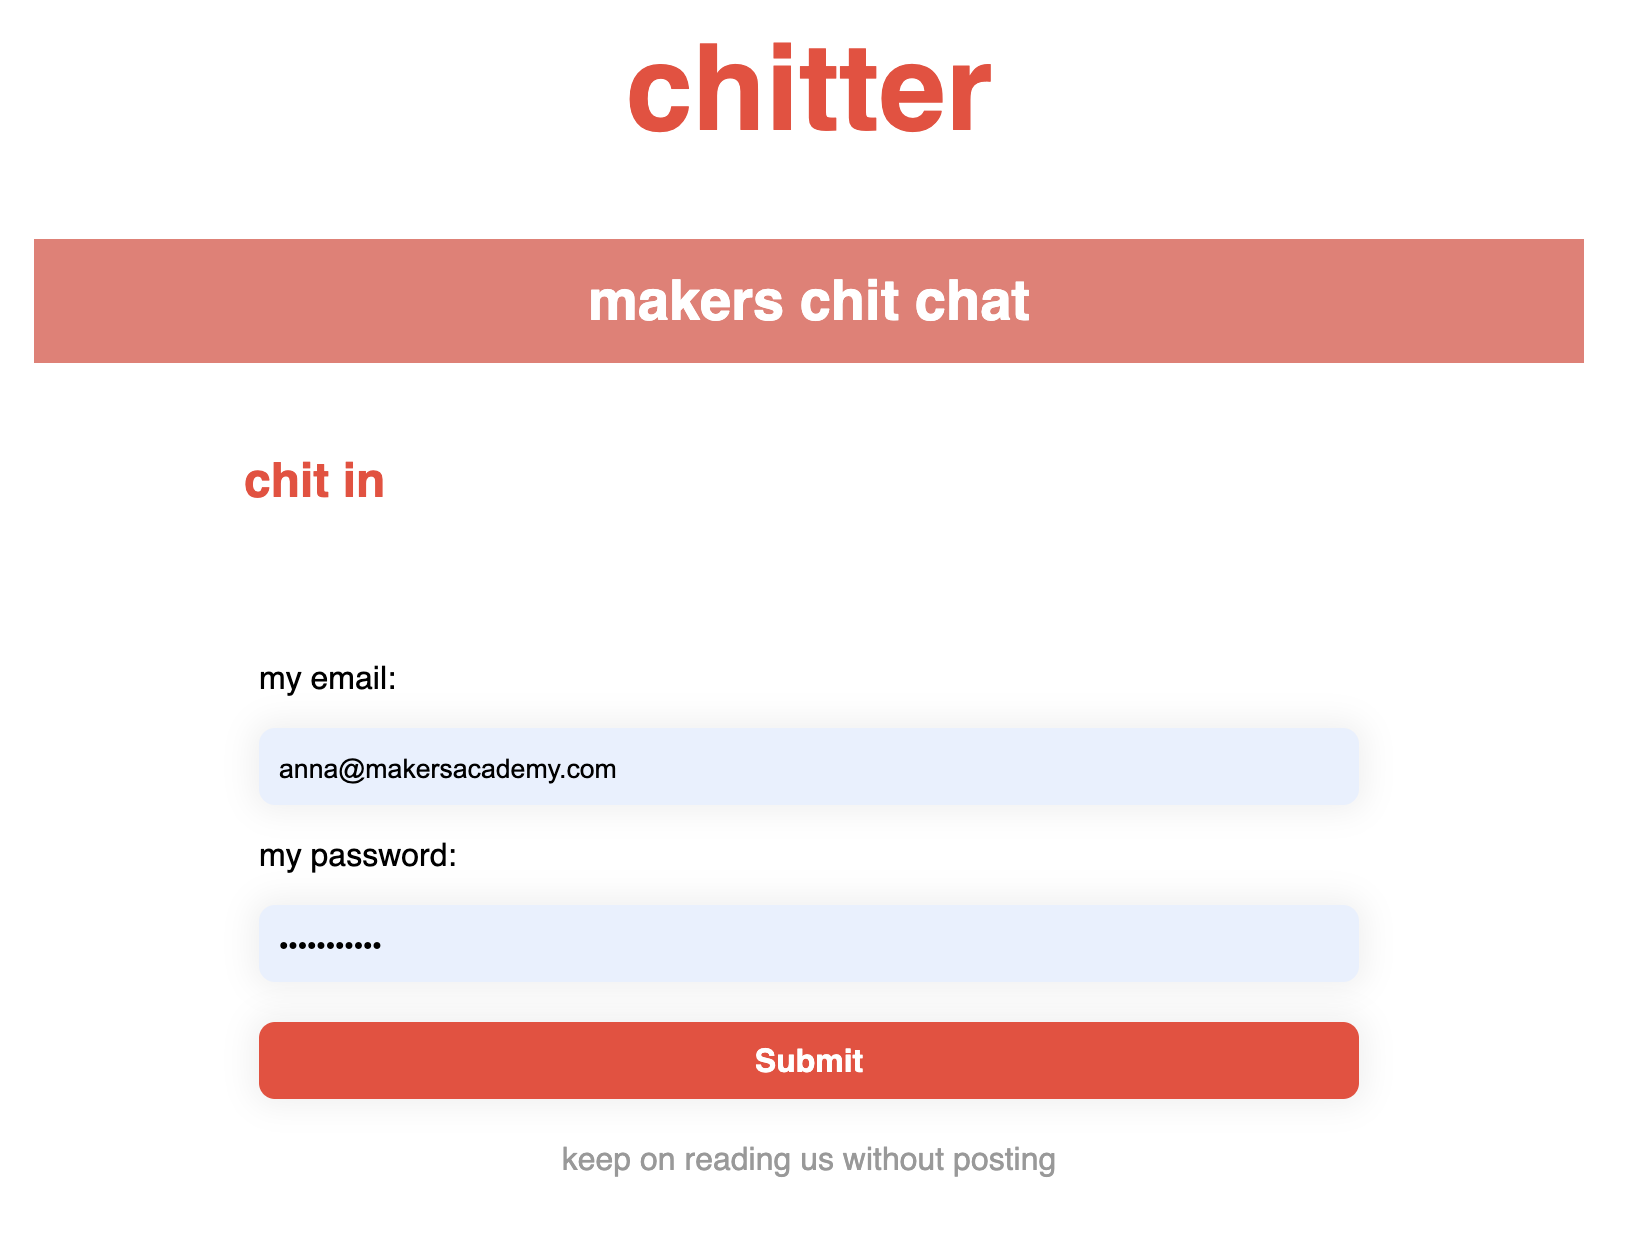 chitter
makers chit chat
chit in
my email:
anna@makersacademy.com
my password:
•••••••••••
Submit
keep on reading us without posting